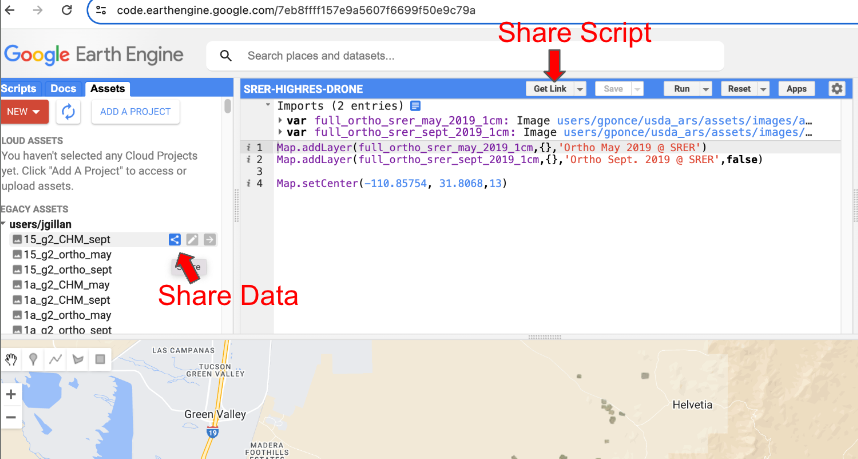 code.earthengine.google.com/7eb8ffff157e9a5607f6699f50e9c79a
Share Script
Google Earth Engine
Search places and datasets...
Scripts Docs Assets
SRER-HIGHRES-DRONE
Get Link Save Run Reset Apps
NEW ADD A PROJECT
LOUD ASSETS
You haven't selected any Cloud Projects
yet. Click "Add A Project" to access or
upload assets.
EGACY ASSETS
users/jgillan
15_g2_CHM_sept
15_g2_ortho_may
15_g2_ortho_sept
1a_g2_CHM_may
1a_g2_CHM_sept
1a_g2_ortho_may
1a_g2_ortho_sept
Share Data
Imports (2 entries)
var full_ortho_srer_may_2019_1cm: Image users/gponce/usda_ars/assets/images/a…
var full_ortho_srer_sept_2019_1cm: Image users/gponce/usda_ars/assets/images/…
i 1 Map.addLayer(full_ortho_srer_may_2019_1cm,{},'Ortho May 2019 @ SRER')
i 2 Map.addLayer(full_ortho_srer_sept_2019_1cm,{},'Ortho Sept. 2019 @ SRER',false)
3
i 4 Map.setCenter(-110.85754, 31.8068,13)
LAS CAMPANAS
TUCSON
GREEN VALLEY
Green Valley
19
MADERA
FOOTHILLS
ESTATES
Helvetia